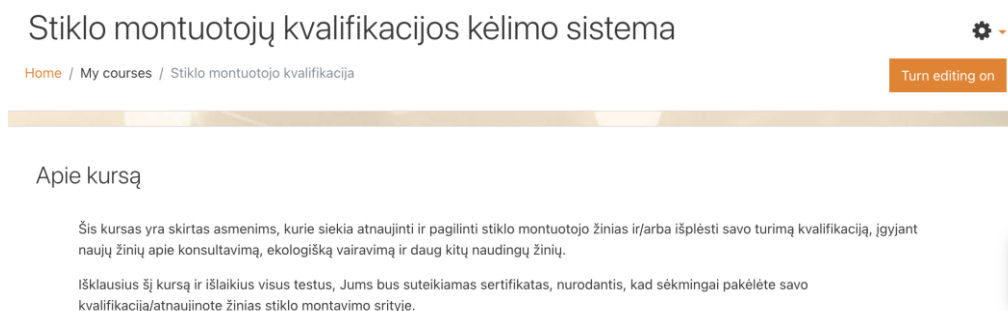 Stiklo montuotojų kvalifikacijos kėlimo sistema
Home / My courses / Stiklo montuotojo kvalifikacija
Turn editing on
Apie kursą
Šis kursas yra skirtas asmenims, kurie siekia atnaujinti ir pagilinti stiklo montuotojo žinias ir/arba išplėsti savo turimą kvalifikaciją, įgyjant
naujų žinių apie konsultavimą, ekologišką vairavimą ir daug kitų naudingų žinių.
Išklausius šį kursą ir išlaikius visus testus, Jums bus suteikiamas sertifikatas, nurodantis, kad sėkmingai pakėlėte savo
kvalifikaciją/atnaujinote žinias stiklo montavimo srityje.